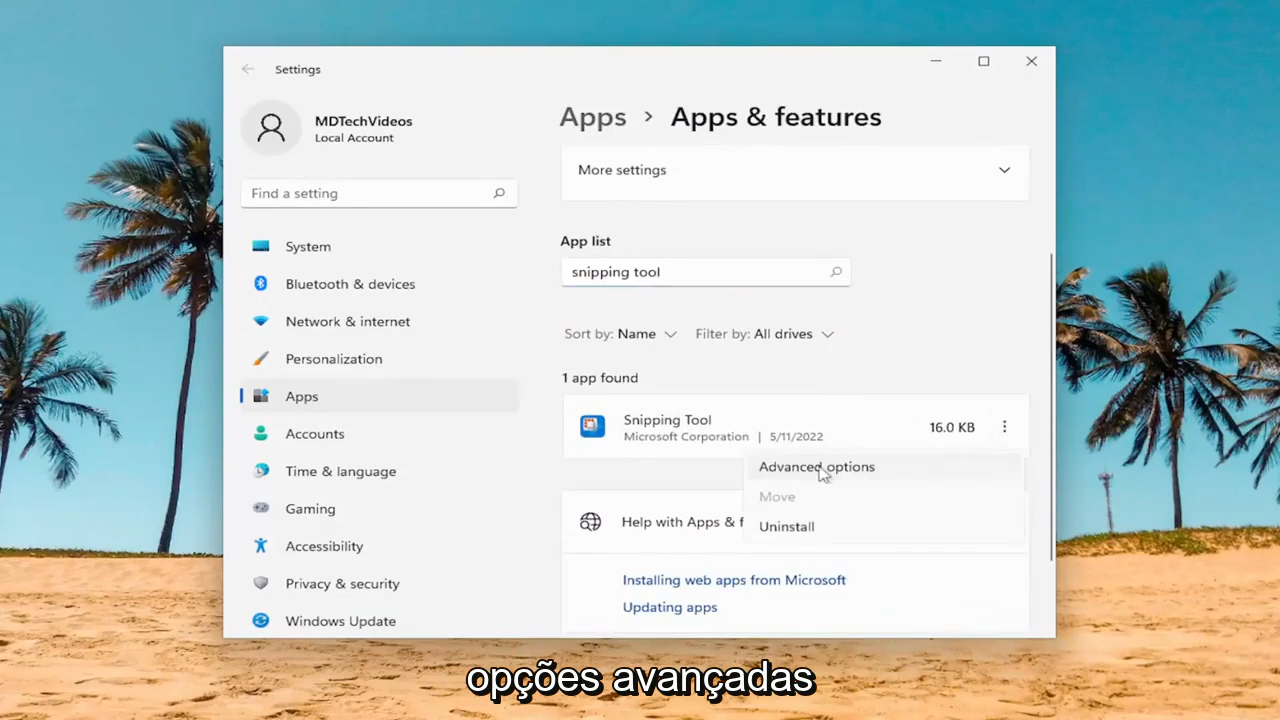 Settings
MDTechVideos
Local Account
Find a setting
System
Bluetooth & devices
Network & internet
Personalization
Apps
Accounts
Time & language
Gaming
Accessibility
Privacy & security
Windows Update
Apps > Apps & features
More settings
App list
snipping tool
Sort by: Name Filter by: All drives
1 app found
Snipping Tool
Microsoft Corporation | 5/11/2022
16.0 KB
Advanced options
Move
Uninstall
Help with Apps & f
Installing web apps from Microsoft
Updating apps
opções avançadas